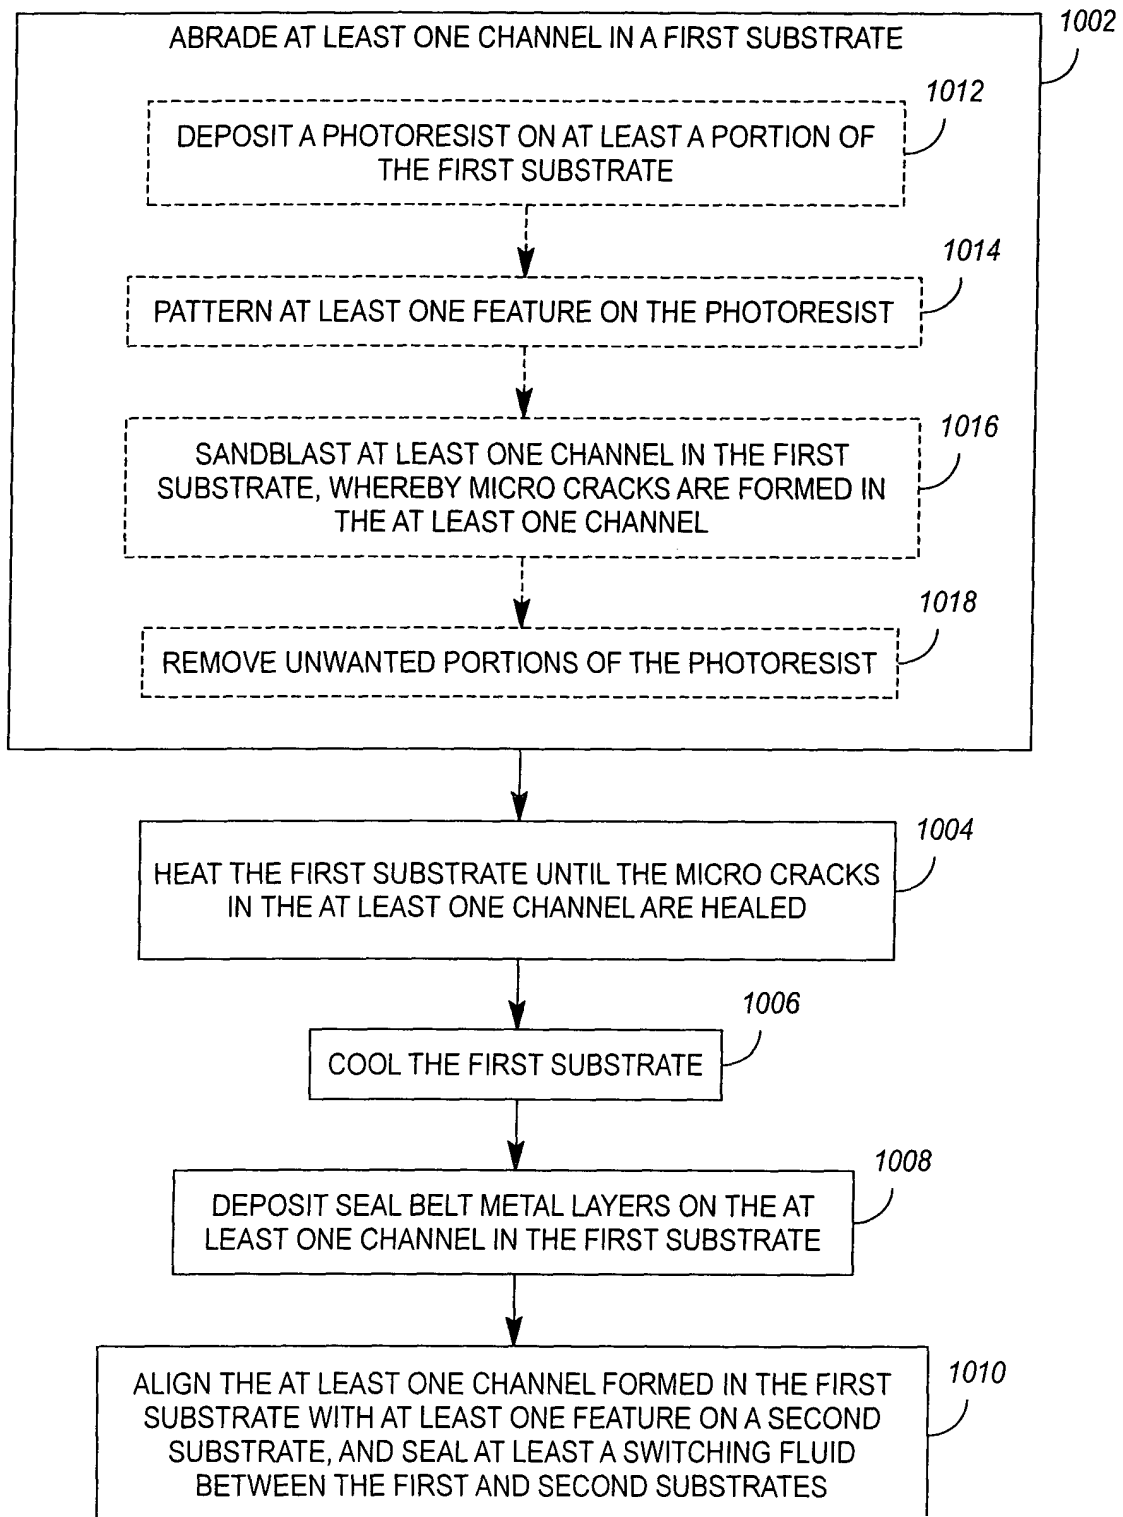 1002
ABRADE AT LEAST ONE CHANNEL IN A FIRST SUBSTRATE
1012
DEPOSIT A PHOTORESIST ON AT LEAST A PORTION OF
THE FIRST SUBSTRATE
1014
PATTERN AT LEAST ONE FEATURE ON THE PHOTORESIST
1016
SANDBLAST AT LEAST ONE CHANNEL IN THE FIRST
SUBSTRATE, WHEREBY MICRO CRACKS ARE FORMED IN
THE AT LEAST ONE CHANNEL
1018
REMOVE UNWANTED PORTIONS OF THE PHOTORESIST
1004
HEAT THE FIRST SUBSTRATE UNTIL THE MICRO CRACKS
IN THE AT LEAST ONE CHANNEL ARE HEALED
1006
COOL THE FIRST SUBSTRATE
1008
DEPOSIT SEAL BELT METAL LAYERS ON THE AT
LEAST ONE CHANNEL IN THE FIRST SUBSTRATE
1010
ALIGN THE AT LEAST ONE CHANNEL FORMED IN THE FIRST
SUBSTRATE WITH AT LEAST ONE FEATURE ON A SECOND
SUBSTRATE, AND SEAL AT LEAST A SWITCHING FLUID
BETWEEN THE FIRST AND SECOND SUBSTRATES